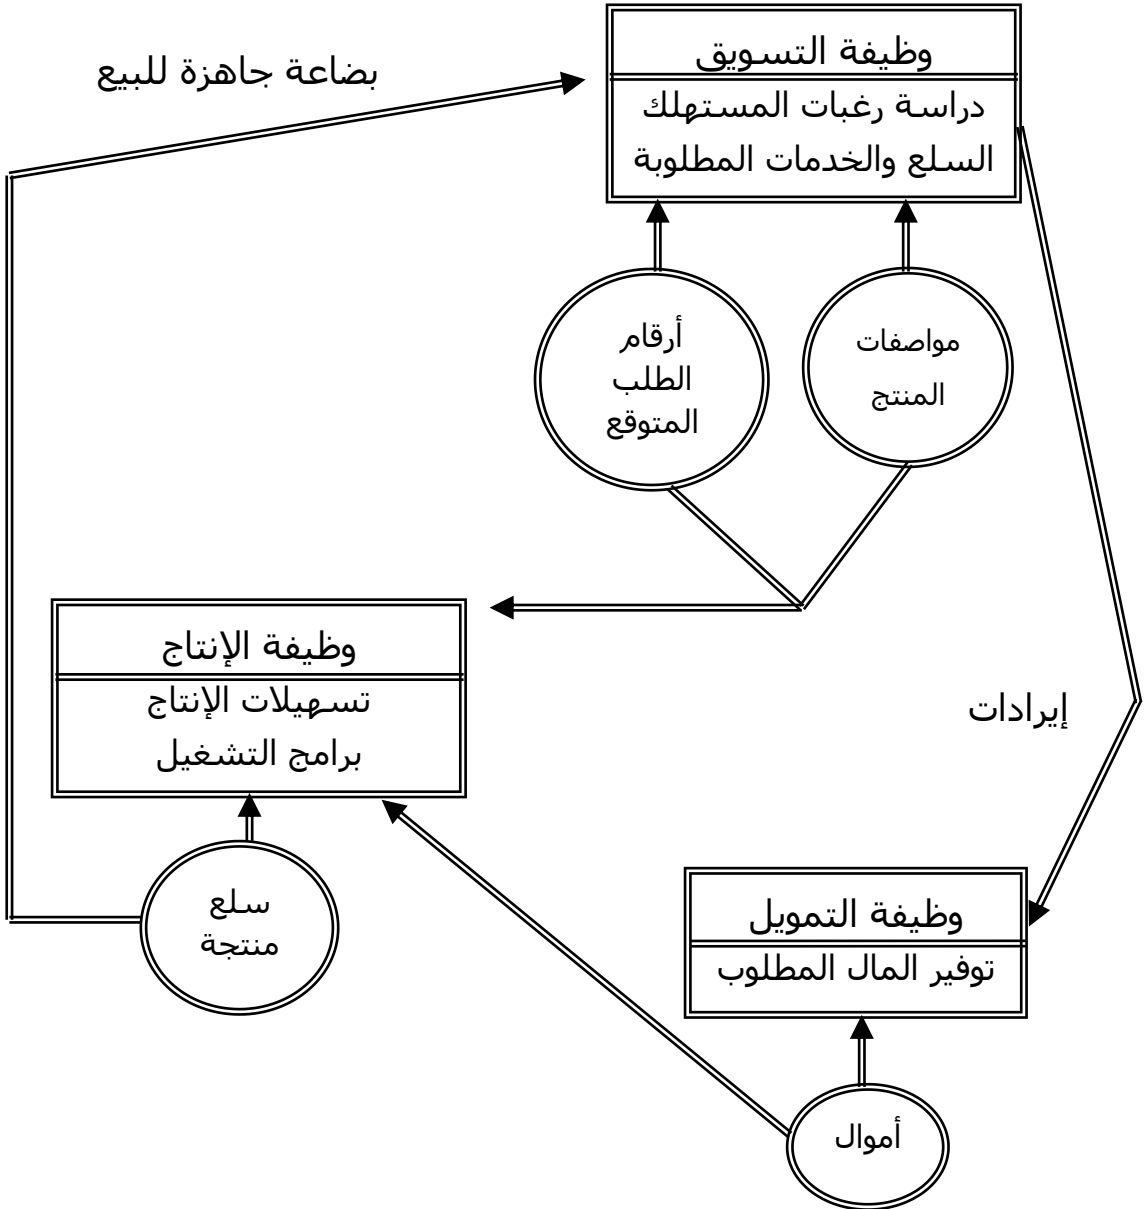 وظيفة التسويق
بضاعة جاهزة للبيع
دراسة رغبات المستهلك
السلع والخدمات المطلوبة
مواصفات
المنتج
أرقام
الطلب
المتوقع
وظيفة الإنتاج
تسهيلات الإنتاج
برامج التشغيل
إيرادات
سلع
منتجة
وظيفة التمويل
توفير المال المطلوب
أموال